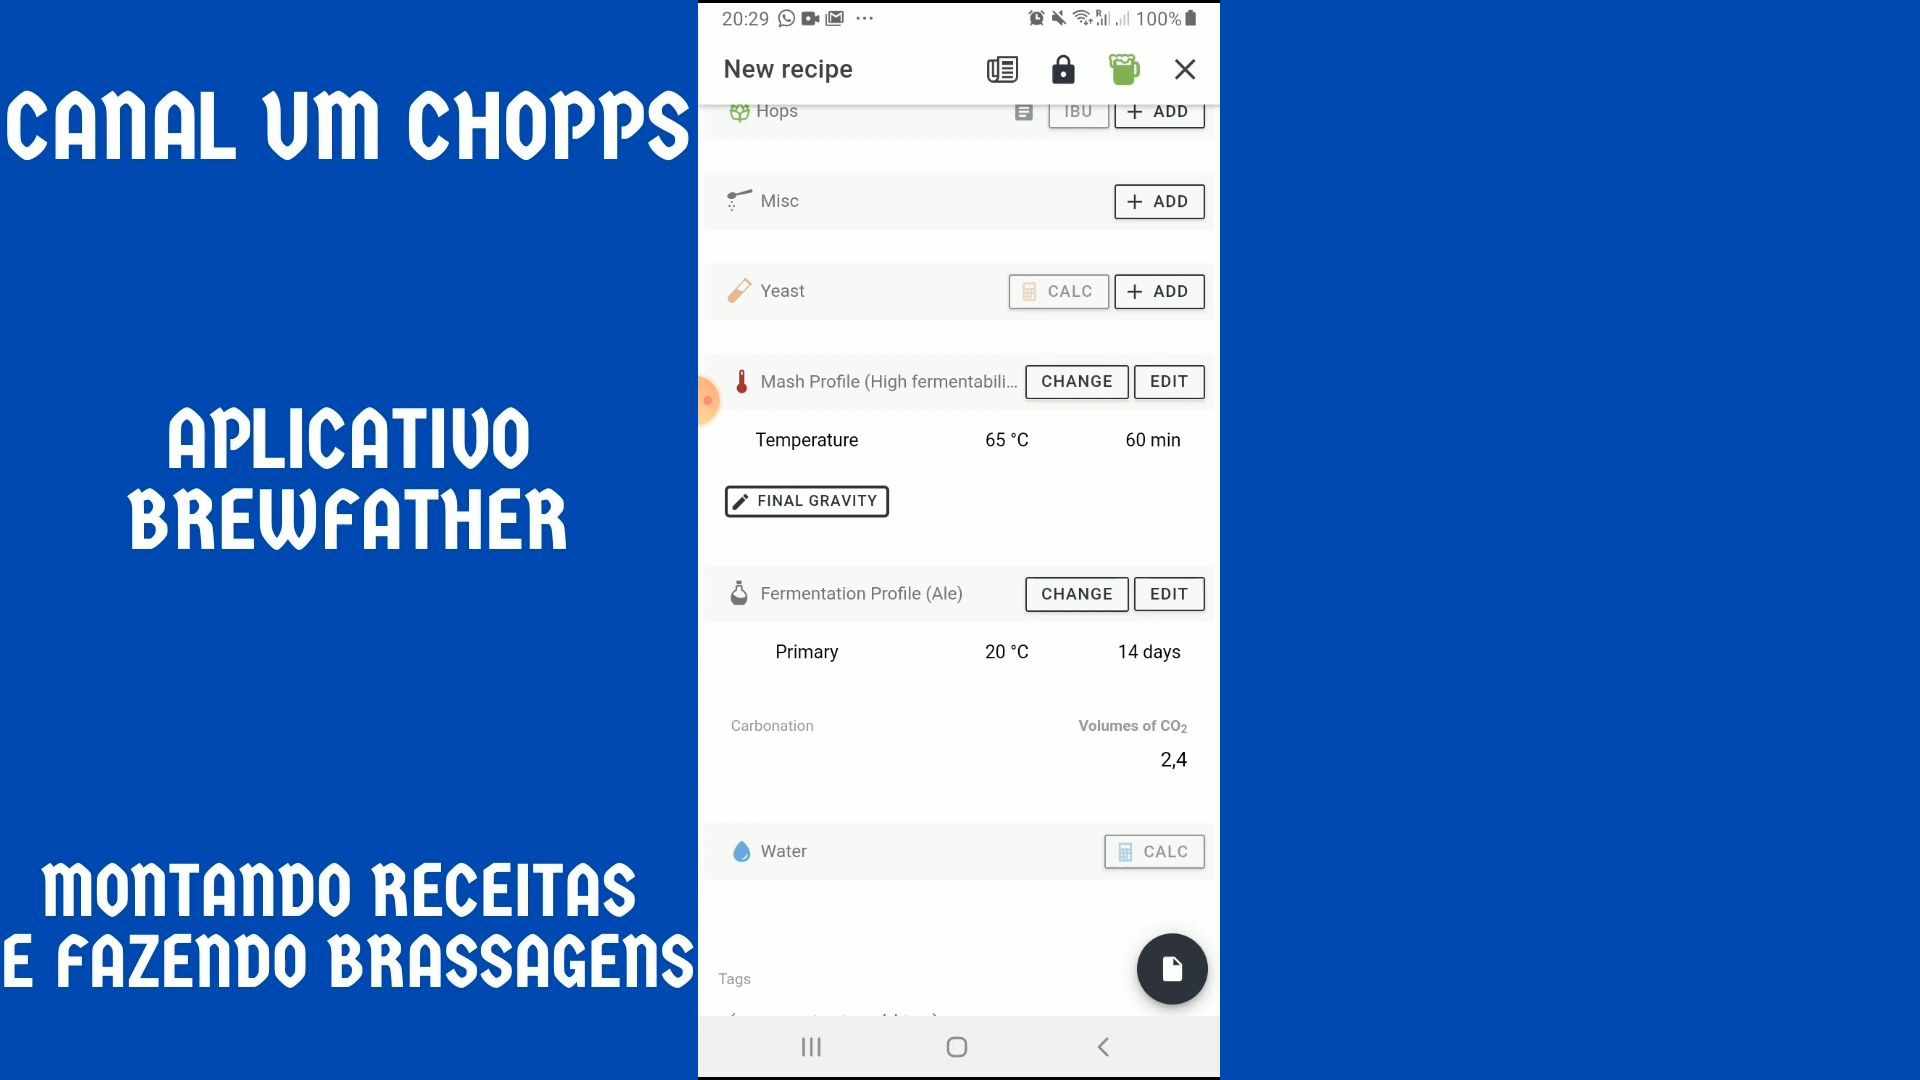 CANAL UM CHOPPS
APLICATIVO
BREWFATHER
MONTANDO RECEITAS
E FAZENDO BRASSAGENS
20:29 ... 100%
New recipe
Hops IBU + ADD
Misc + ADD
Yeast CALC + ADD
Mash Profile (High fermentabili... CHANGE EDIT
Temperature 65 °C 60 min
FINAL GRAVITY
Fermentation Profile (Ale) CHANGE EDIT
Primary 20 °C 14 days
Carbonation Volumes of CO₂
2,4
Water CALC
Tags